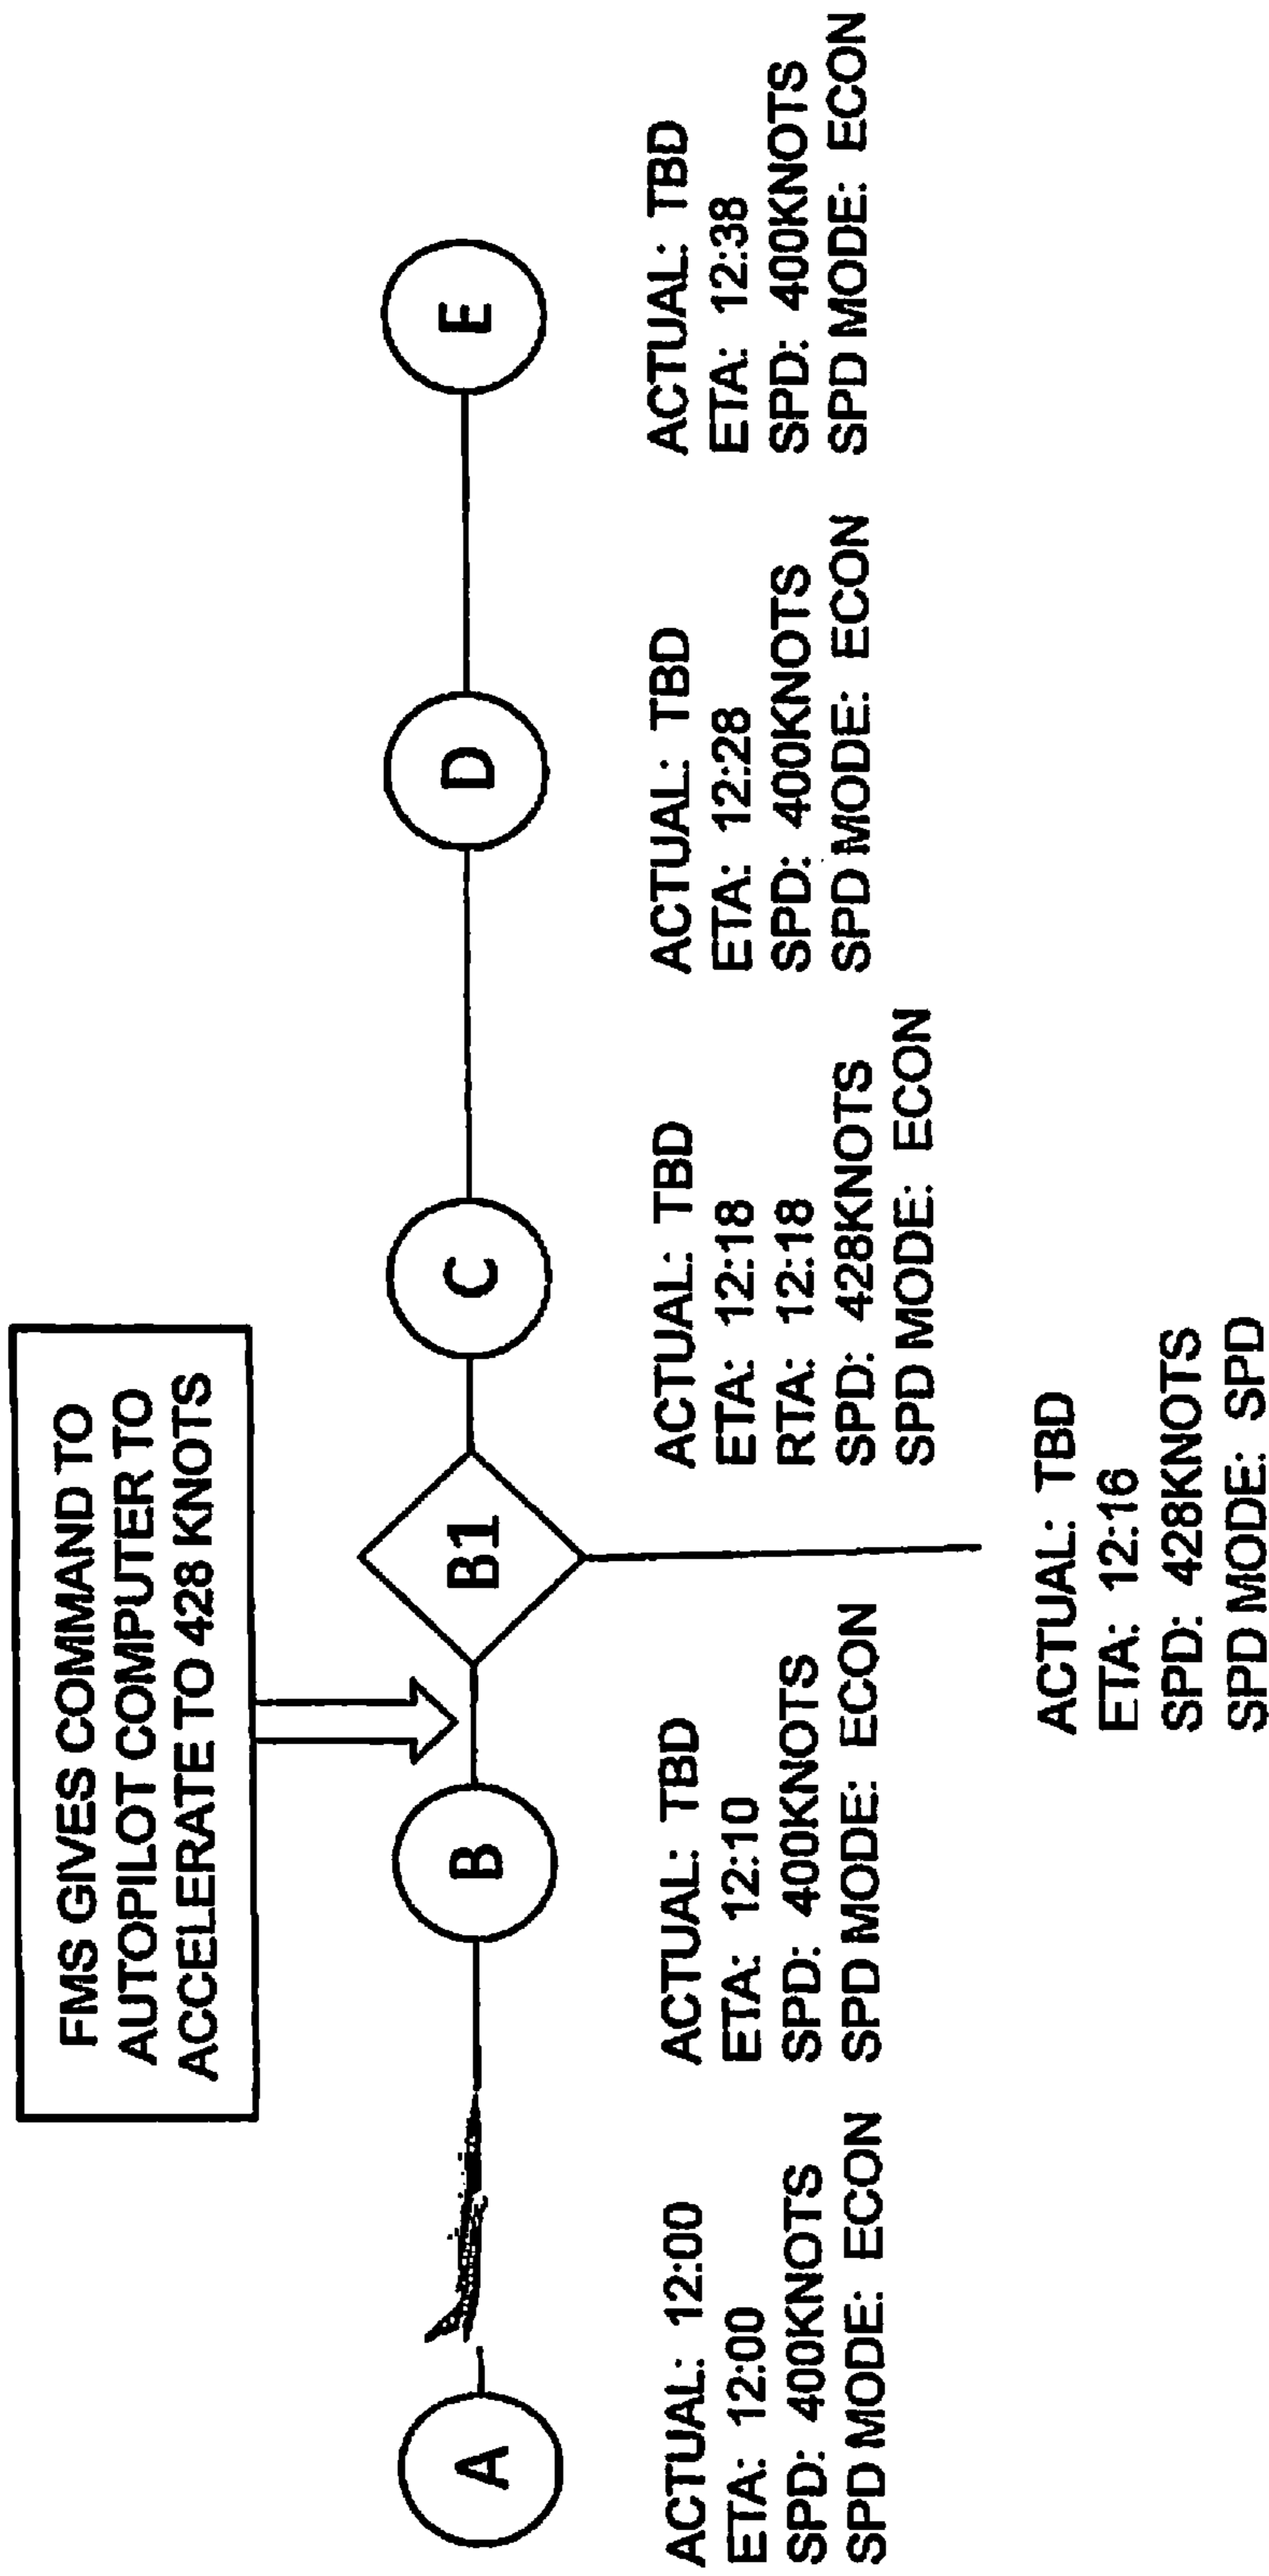 FMS GIVES COMMAND TO
AUTOPILOT COMPUTER TO
ACCELERATE TO 428 KNOTS
A
B
B1
C
D
E
ACTUAL: 12:00
ETA: 12:00
SPD: 400KNOTS
SPD MODE: ECON
ACTUAL: TBD
ETA: 12:10
SPD: 400KNOTS
SPD MODE: ECON
ACTUAL: TBD
ETA: 12:16
SPD: 428KNOTS
SPD MODE: SPD
ACTUAL: TBD
ETA: 12:18
RTA: 12:18
SPD: 428KNOTS
SPD MODE: ECON
ACTUAL: TBD
ETA: 12:28
SPD: 400KNOTS
SPD MODE: ECON
ACTUAL: TBD
ETA: 12:38
SPD: 400KNOTS
SPD MODE: ECON